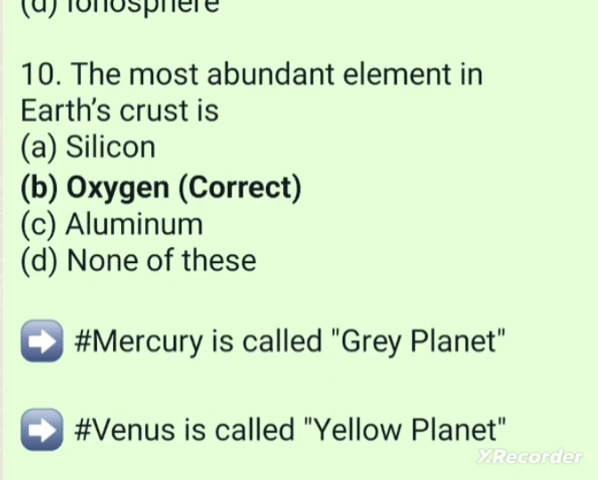 (d) Ionosphere
10. The most abundant element in
Earth's crust is
(a) Silicon
(b) Oxygen (Correct)
(c) Aluminum
(d) None of these
#Mercury is called "Grey Planet"
#Venus is called "Yellow Planet"
XRecorder